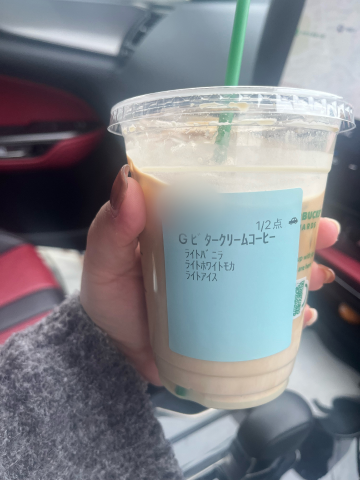 1/2点
G ビタークリームコーヒー
ライトバニラ
ライトホワイトモカ
ライトアイス